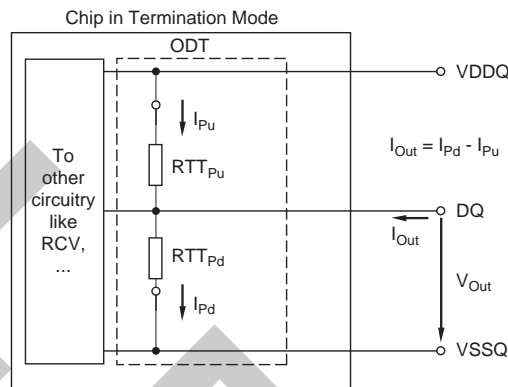 Chip in Termination Mode
ODT
VDDQ
I_Pu
I_Out = I_Pd - I_Pu
To
other
circuitry
like
RCV,
...
RTT_Pu
DQ
I_Out
RTT_Pd
V_Out
I_Pd
VSSQ